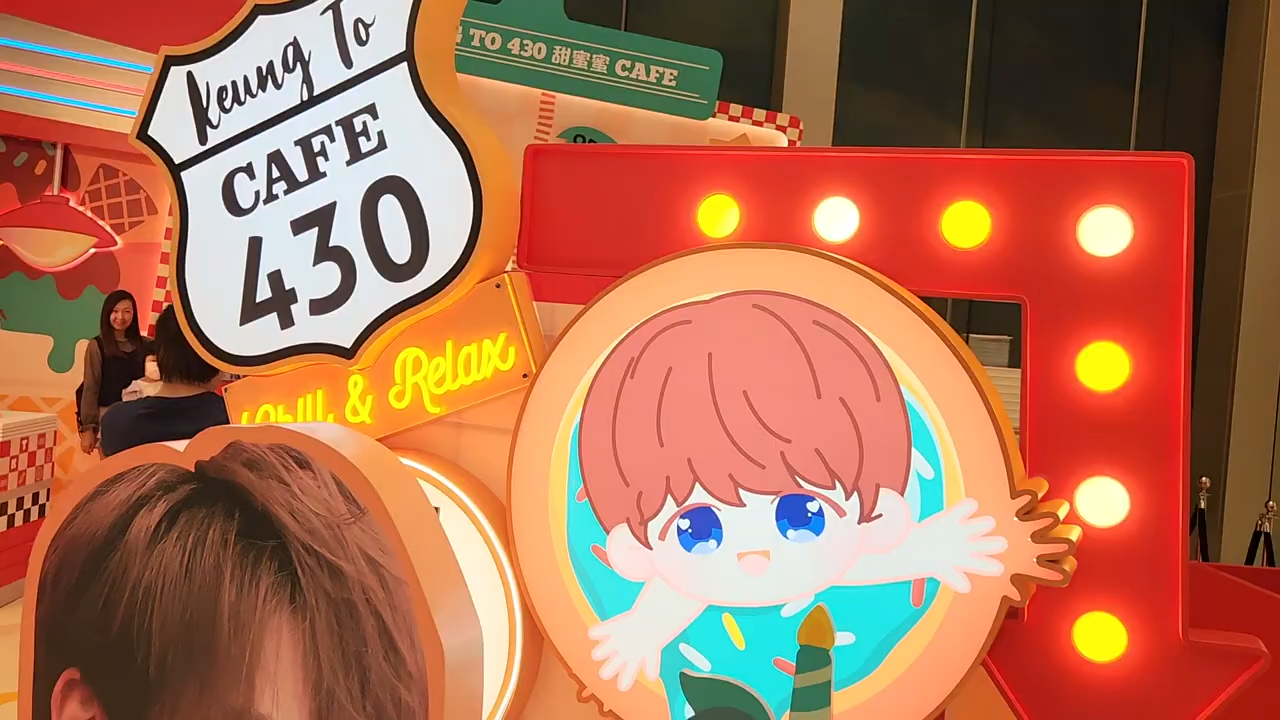 Keung To
CAFE
430
TO 430 甜蜜蜜 CAFE
Chill & Relax